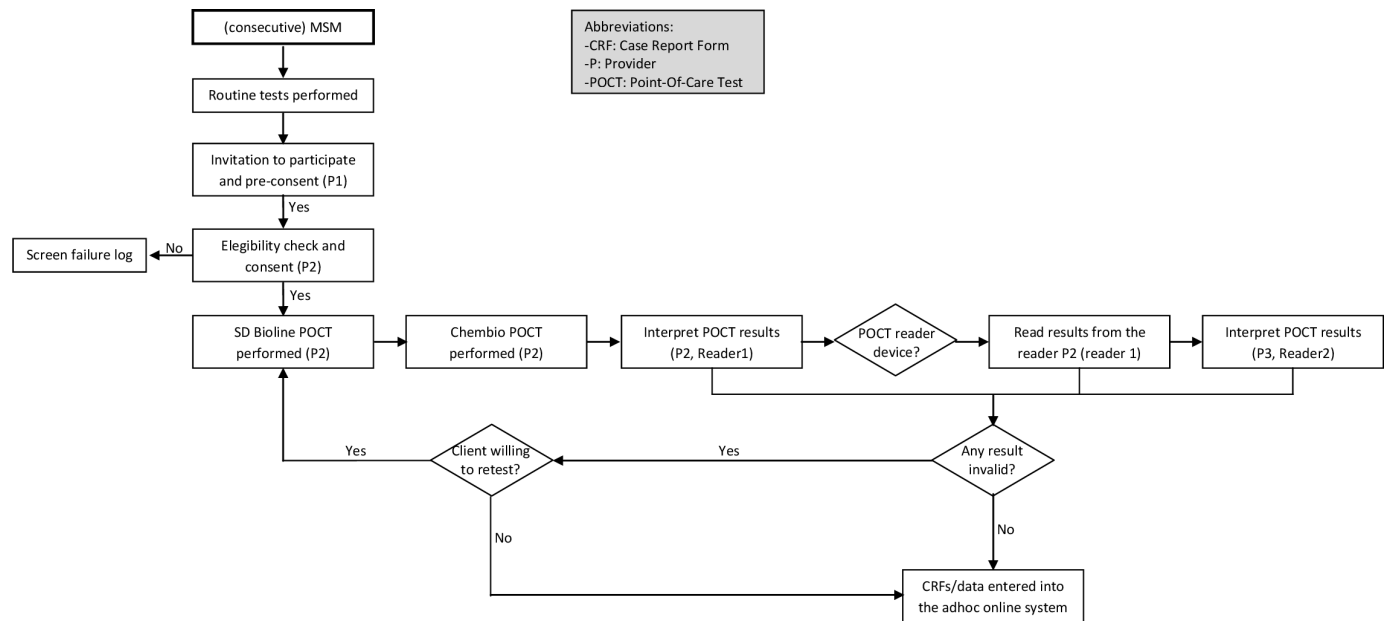 (consecutive) MSM
Abbreviations:
-CRF: Case Report Form
-P: Provider
-POCT: Point-Of-Care Test
Routine tests performed
Invitation to participate
and pre-consent (P1)
Yes
Elegibility check and
consent (P2)
No
Screen failure log
Yes
SD Bioline POCT
performed (P2)
Chembio POCT
performed (P2)
Interpret POCT results
(P2, Reader1)
POCT reader
device?
Read results from the
reader P2 (reader 1)
Interpret POCT results
(P3, Reader2)
Yes
Client willing
to retest?
Yes
Any result
invalid?
No
No
CRFs/data entered into
the adhoc online system